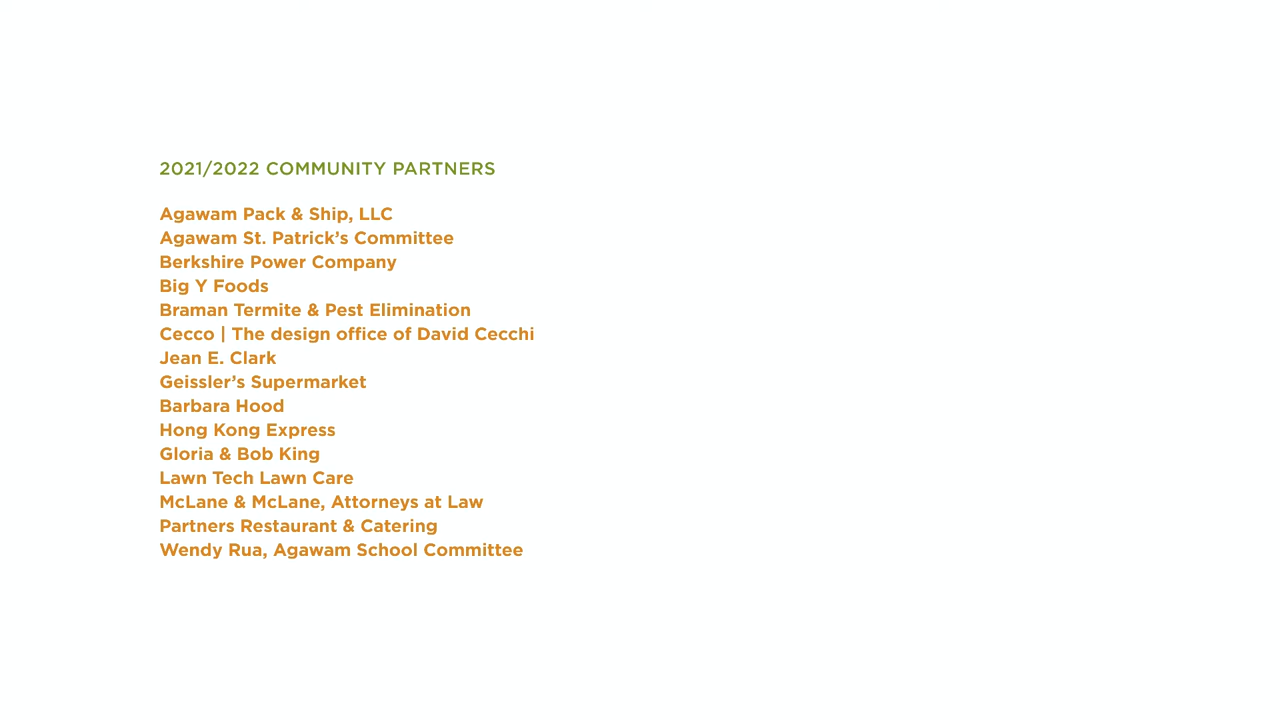 2021/2022 COMMUNITY PARTNERS
Agawam Pack & Ship, LLC
Agawam St. Patrick’s Committee
Berkshire Power Company
Big Y Foods
Braman Termite & Pest Elimination
Cecco | The design office of David Cecchi
Jean E. Clark
Geissler’s Supermarket
Barbara Hood
Hong Kong Express
Gloria & Bob King
Lawn Tech Lawn Care
McLane & McLane, Attorneys at Law
Partners Restaurant & Catering
Wendy Rua, Agawam School Committee